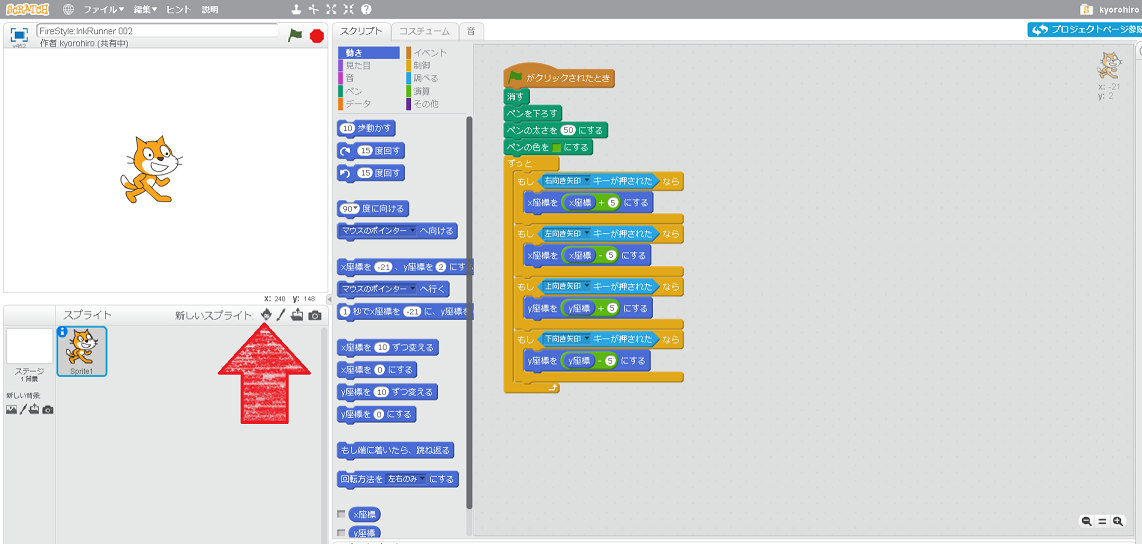 SCRATCH ファイル▼ 編集▼ ヒント 説明 kyorohiro
FireStyle:InkRunner 002
作者 kyorohiro (共有中)
v452
スクリプト コスチューム 音
プロジェクトページ参照
動き イベント
見た目 制御
音 調べる
ペン 演算
データ その他
10 歩動かす
15 度回す
15 度回す
90▼ 度に向ける
マウスのポインター へ向ける
x座標を -21 、y座標を 2 にす
マウスのポインター へ行く
1 秒でx座標を -21 に、y座標を
x座標を 10 ずつ変える
x座標を 0 にする
y座標を 10 ずつ変える
y座標を 0 にする
もし端に着いたら、跳ね返る
回転方法を 左右のみ にする
x座標
y座標
がクリックされたとき
消す
ペンを下ろす
ペンの太さを 50 にする
ペンの色を にする
ずっと
もし 右向き矢印 キーが押された なら
x座標を x座標 + 5 にする
もし 左向き矢印 キーが押された なら
x座標を x座標 - 5 にする
もし 上向き矢印 キーが押された なら
y座標を y座標 + 5 にする
もし 下向き矢印 キーが押された なら
y座標を y座標 - 5 にする
x: -21
y: 2
x: 240 y: 148
スプライト 新しいスプライト:
ステージ
1 背景
新しい背景
Sprite1